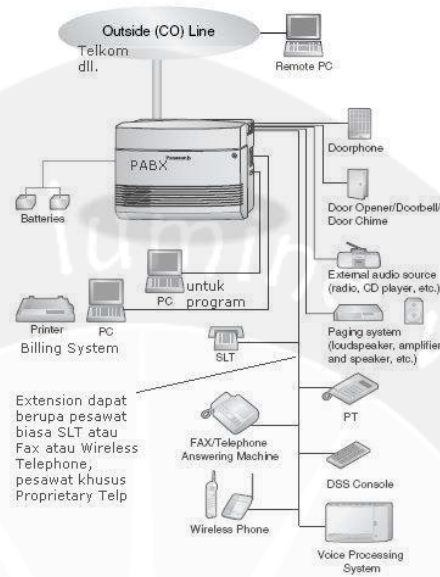 Outside (CO) Line
Telkom
dll.
Remote PC
Panasonic
PABX
Doorphone
Batteries
Door Opener/Doorbell/
Door Chime
External audio source
(radio, CD player, etc.)
untuk
PC program
Printer PC
Billing System
Paging system
(loudspeaker, amplifier
and speaker, etc.)
SLT
PT
Extension dapat
berupa pesawat
biasa SLT atau
Fax atau Wireless
Telephone,
pesawat khusus
Proprietary Telp
FAX/Telephone
Answering Machine
DSS Console
Wireless Phone
Voice Processing
System